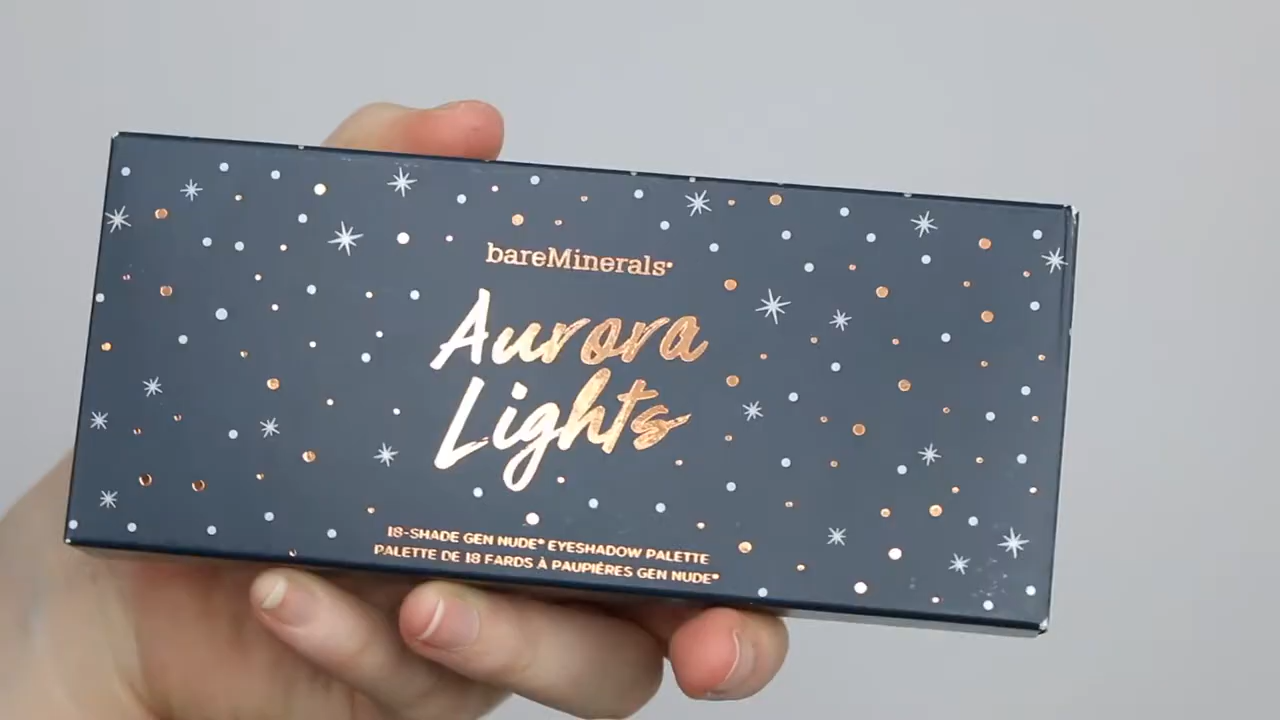 bareMinerals®
Aurora
Lights
18-SHADE GEN NUDE® EYESHADOW PALETTE
PALETTE DE 18 FARDS À PAUPIÈRES GEN NUDE®